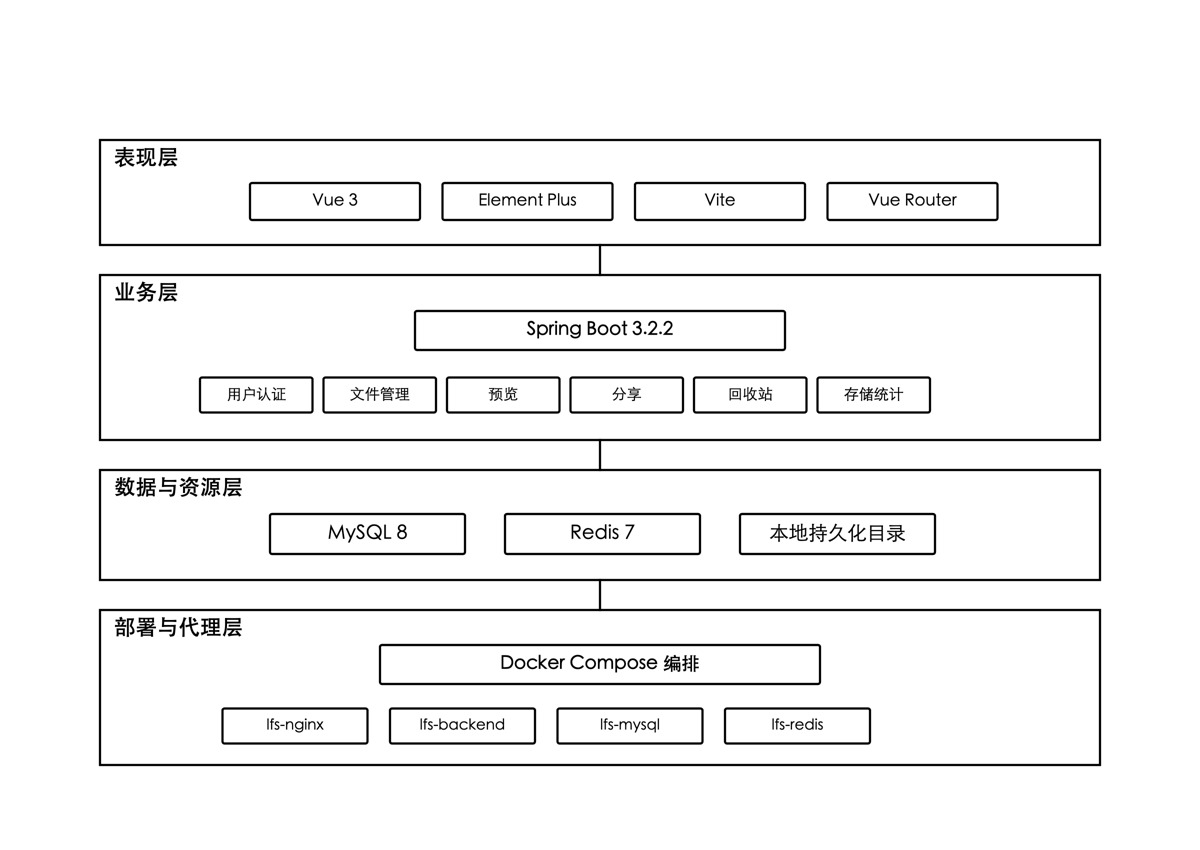 表现层
Vue 3
Element Plus
Vite
Vue Router
业务层
Spring Boot 3.2.2
用户认证
文件管理
预览
分享
回收站
存储统计
数据与资源层
MySQL 8
Redis 7
本地持久化目录
部署与代理层
Docker Compose 编排
lfs-nginx
lfs-backend
lfs-mysql
lfs-redis